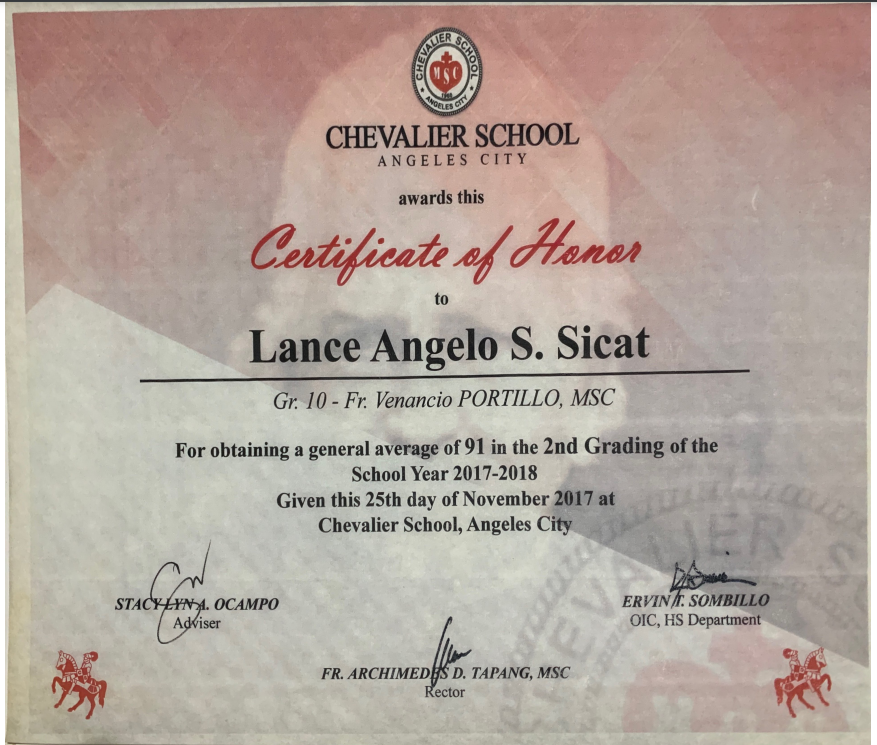 CHEVALIER SCHOOL
MSC
1966
ANGELES CITY
CHEVALIER SCHOOL
ANGELES CITY
awards this
Certificate of Honor
to
Lance Angelo S. Sicat
Gr. 10 - Fr. Venancio PORTILLO, MSC
For obtaining a general average of 91 in the 2nd Grading of the
School Year 2017-2018
Given this 25th day of November 2017 at
Chevalier School, Angeles City
STACY LYN A. OCAMPO
Adviser
ERVIN T. SOMBILLO
OIC, HS Department
FR. ARCHIMEDES D. TAPANG, MSC
Rector
CHEVALIER S